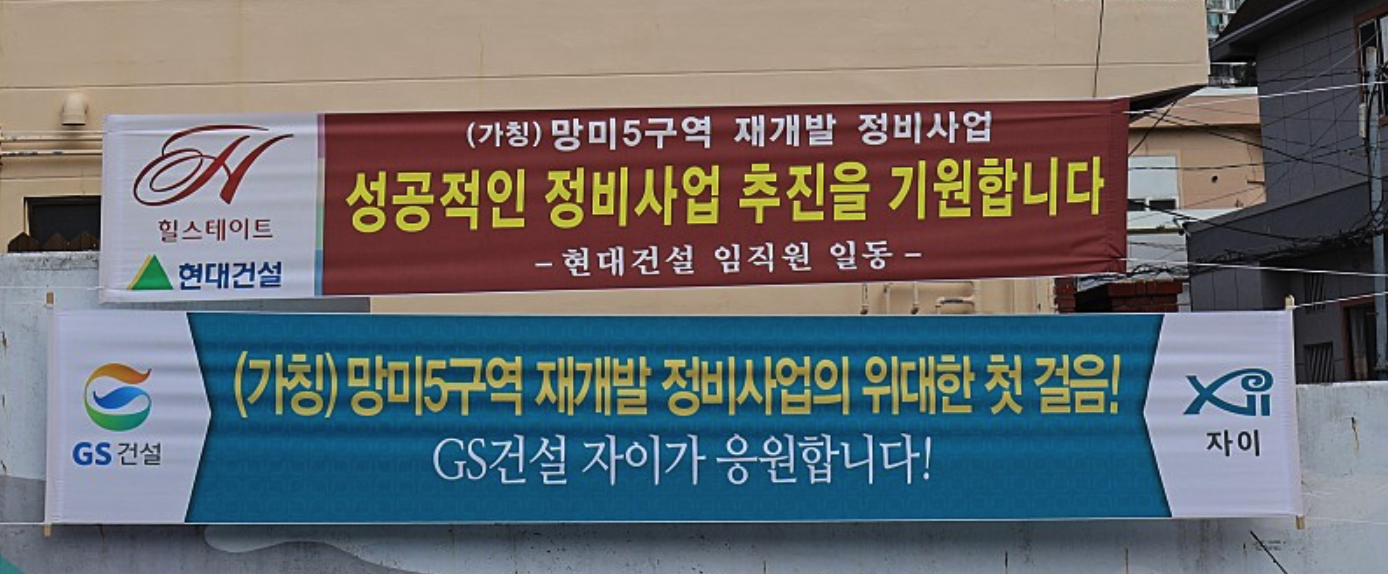 힐스테이트
현대건설
(가칭) 망미5구역 재개발 정비사업
성공적인 정비사업 추진을 기원합니다
- 현대건설 임직원 일동 -
GS건설
(가칭) 망미5구역 재개발 정비사업의 위대한 첫 걸음!
GS건설 자이가 응원합니다!
Xii
자이